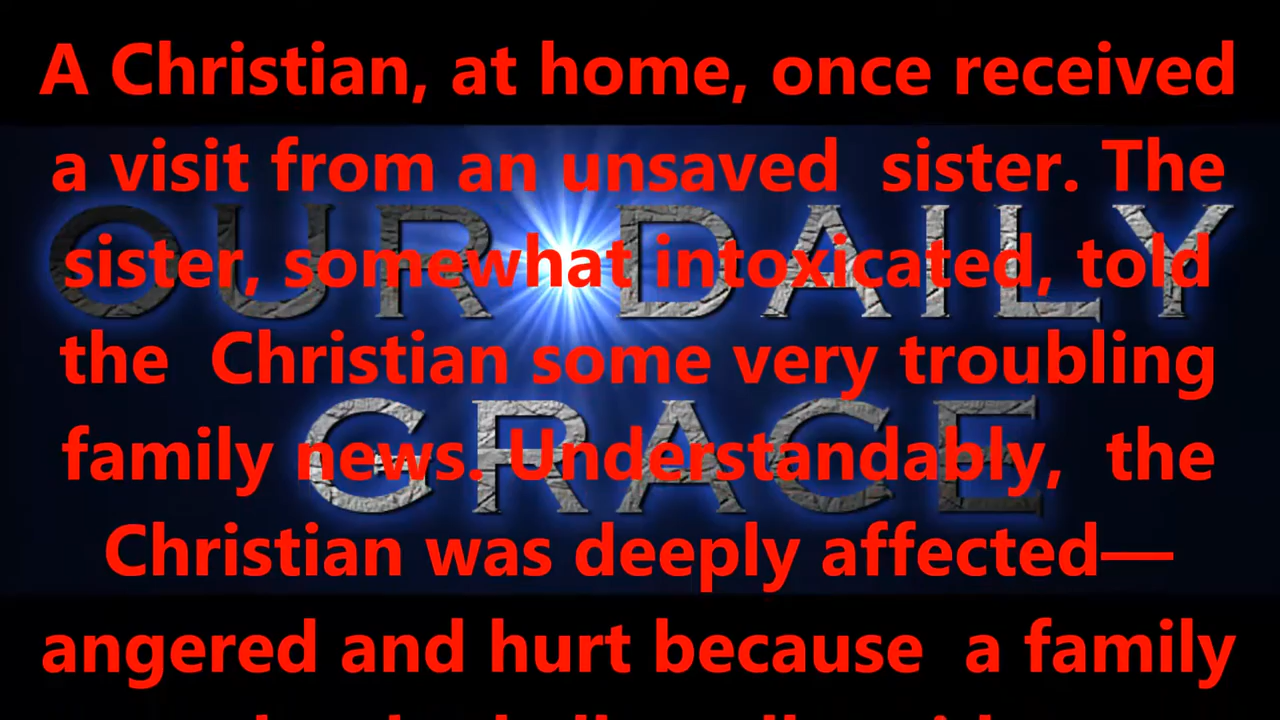 A Christian, at home, once received
a visit from an unsaved sister. The
OUR DAILY
sister, somewhat intoxicated, told
the Christian some very troubling
GRACE
family news. Understandably, the
Christian was deeply affected—
angered and hurt because a family